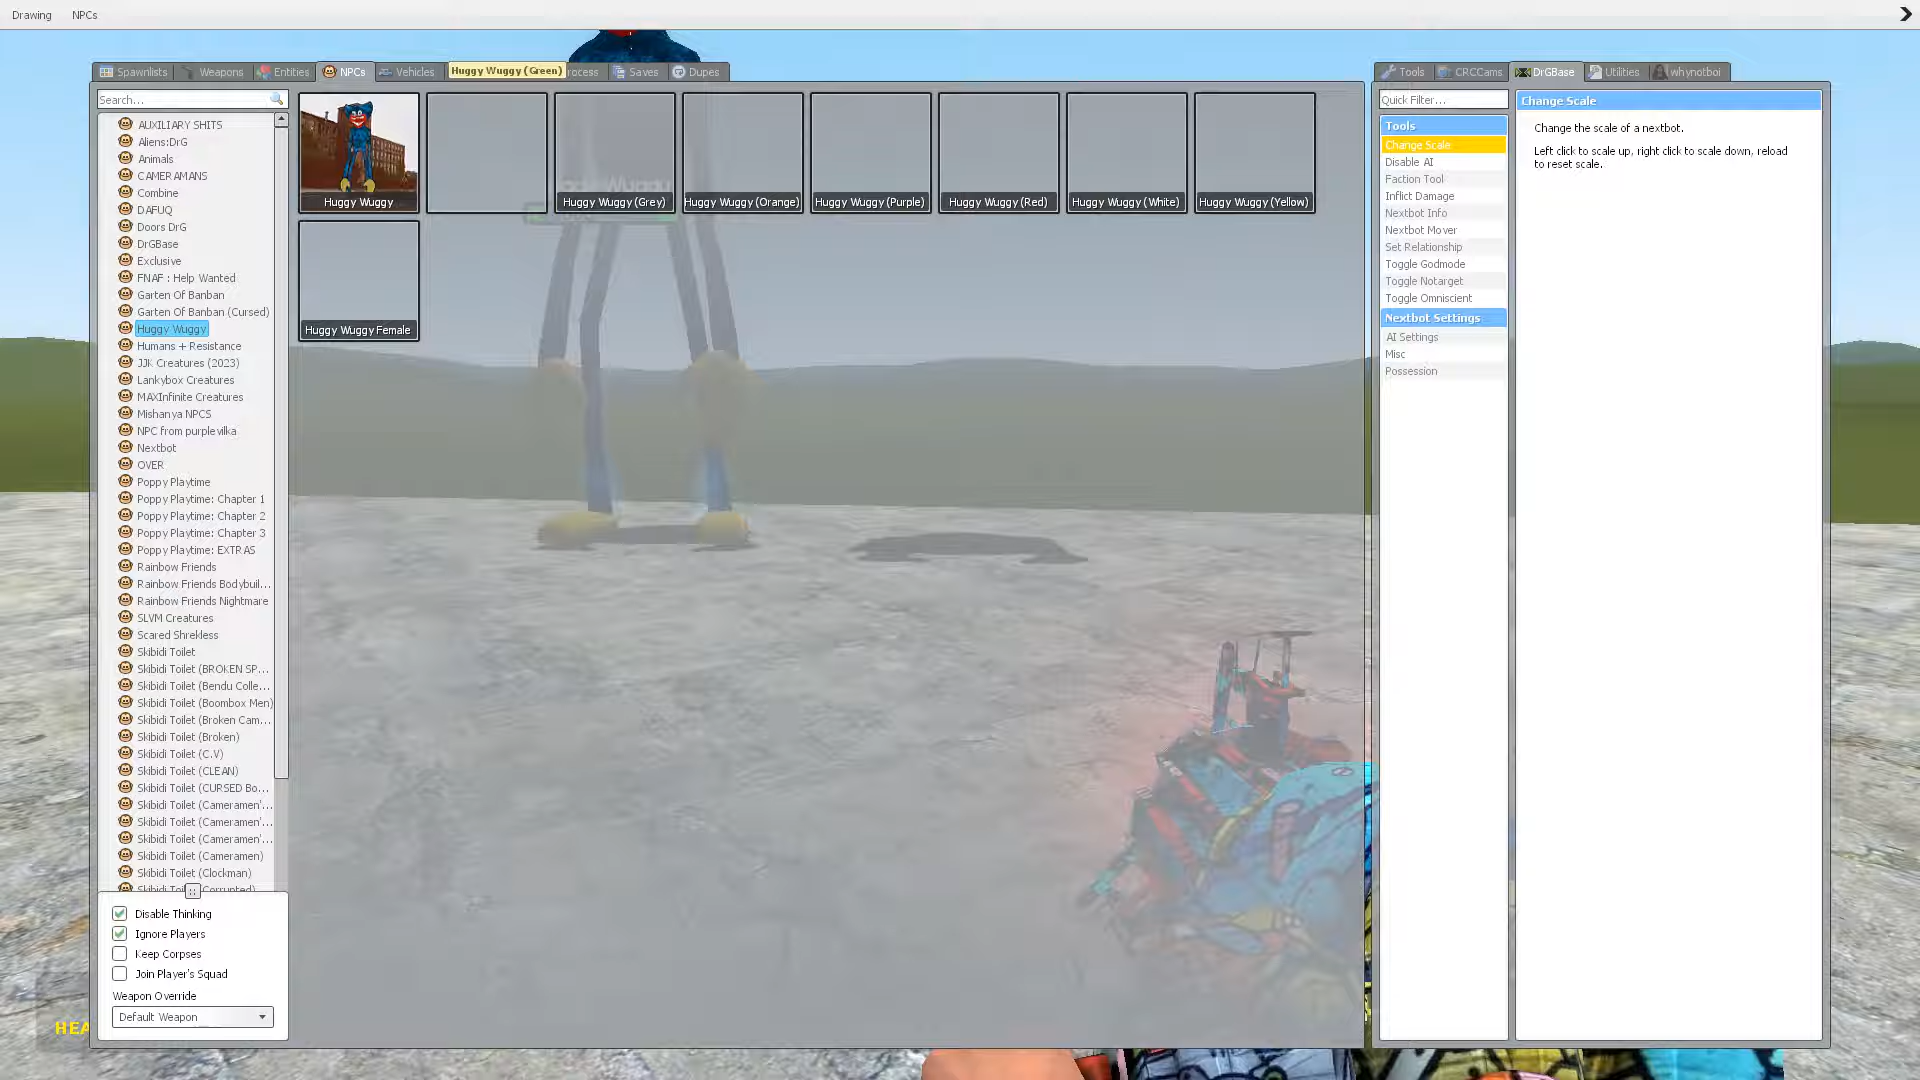 Drawing NPCs
Spawnlists Weapons Entities NPCs Vehicles Huggy Wuggy (Green) rocess Saves Dupes
Tools CRCCams DrGBase Utilities whynotboi
Search...
AUXILIARY SHITS
Aliens:DrG
Animals
CAMERAMANS
Combine
DAFUQ
Doors DrG
DrGBase
Exclusive
FNAF : Help Wanted
Garten Of Banban
Garten Of Banban (Cursed)
Huggy Wuggy
Humans + Resistance
JJK Creatures (2023)
Lankybox Creatures
MAXInfinite Creatures
Mishanya NPCS
NPC from purplevilka
Nextbot
OVER
Poppy Playtime
Poppy Playtime: Chapter 1
Poppy Playtime: Chapter 2
Poppy Playtime: Chapter 3
Poppy Playtime: EXTRAS
Rainbow Friends
Rainbow Friends Bodybuil...
Rainbow Friends Nightmare
SLVM Creatures
Scared Shrekless
Skibidi Toilet
Skibidi Toilet (BROKEN SP...
Skibidi Toilet (Bendu Colle...
Skibidi Toilet (Boombox Men)
Skibidi Toilet (Broken Cam...
Skibidi Toilet (Broken)
Skibidi Toilet (C.V)
Skibidi Toilet (CLEAN)
Skibidi Toilet (CURSED Bo...
Skibidi Toilet (Cameramen'...
Skibidi Toilet (Cameramen'...
Skibidi Toilet (Cameramen'...
Skibidi Toilet (Cameramen)
Skibidi Toilet (Clockman)
Skibidi Toilet (Corrupted)
Disable Thinking
Ignore Players
Keep Corpses
Join Player's Squad
Weapon Override
Default Weapon
HEA
Huggy Wuggy
Huggy Wuggy (Grey)
Huggy Wuggy (Orange)
Huggy Wuggy (Purple)
Huggy Wuggy (Red)
Huggy Wuggy (White)
Huggy Wuggy (Yellow)
Huggy Wuggy Female
Quick Filter...
Tools
Change Scale
Disable AI
Faction Tool
Inflict Damage
Nextbot Info
Nextbot Mover
Set Relationship
Toggle Godmode
Toggle Notarget
Toggle Omniscient
Nextbot Settings
AI Settings
Misc
Possession
Change Scale
Change the scale of a nextbot.
Left click to scale up, right click to scale down, reload
to reset scale.